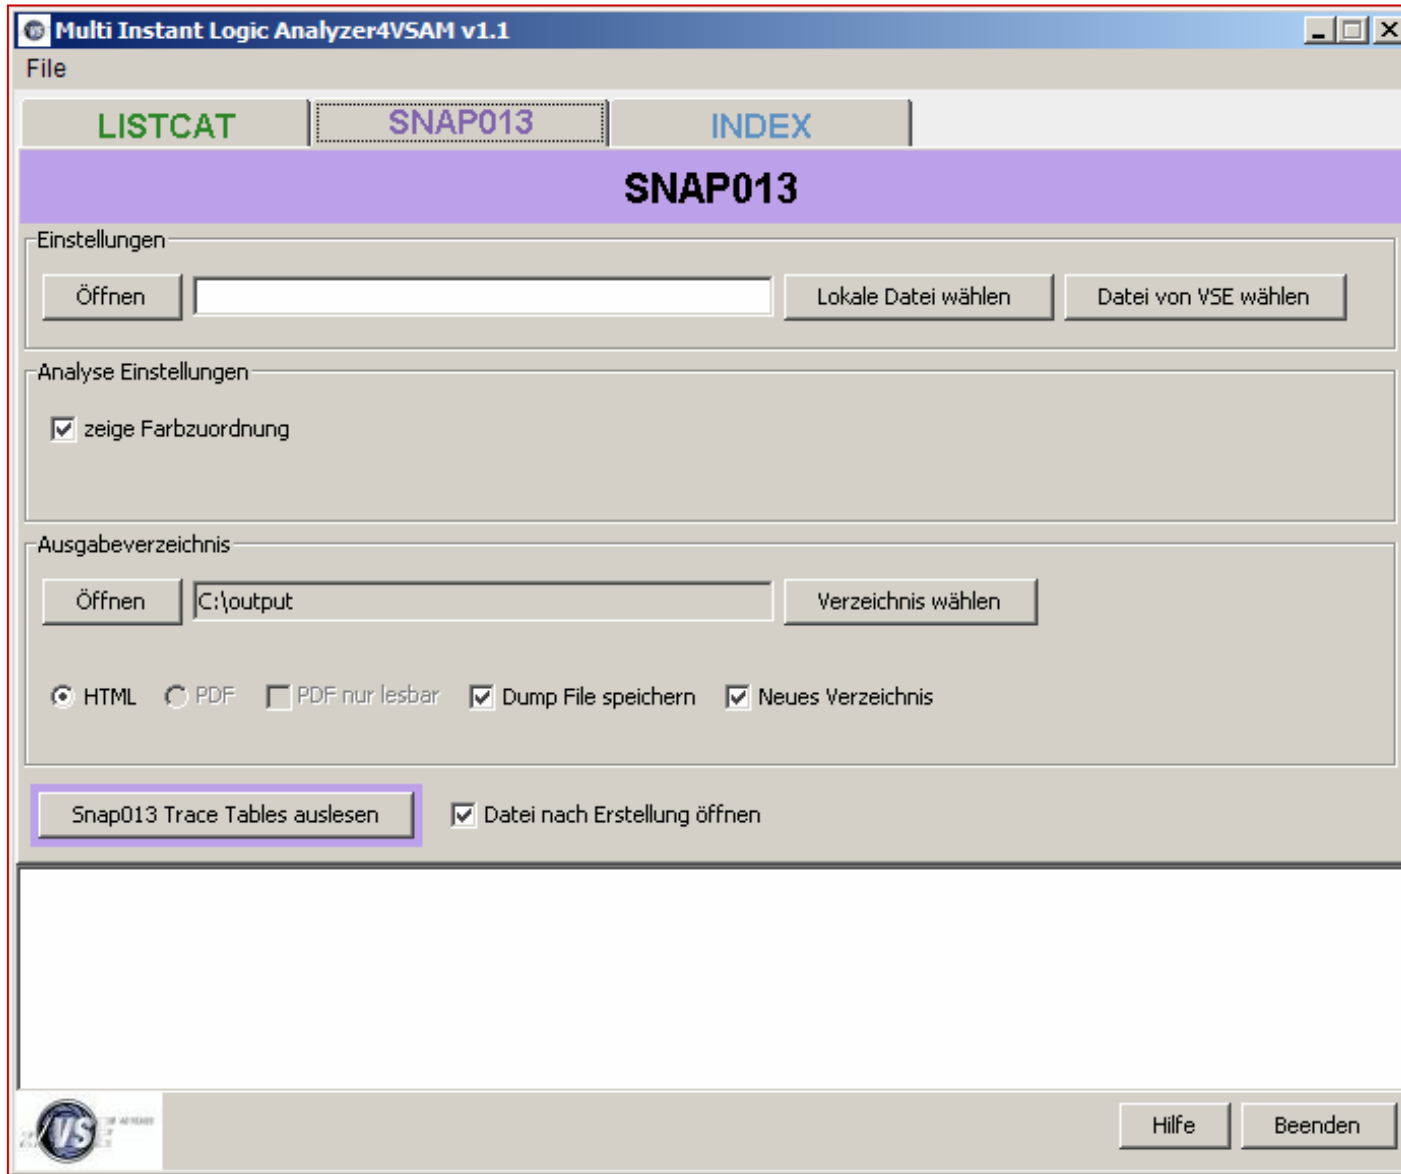 Multi Instant Logic Analyzer4VSAM v1.1
File
LISTCAT SNAP013 INDEX
SNAP013
Einstellungen
Öffnen Lokale Datei wählen Datei von VSE wählen
Analyse Einstellungen
zeige Farbzuordnung
Ausgabeverzeichnis
Öffnen C:\output Verzeichnis wählen
HTML PDF PDF nur lesbar Dump File speichern Neues Verzeichnis
Snap013 Trace Tables auslesen Datei nach Erstellung öffnen
z/VSE
Hilfe Beenden